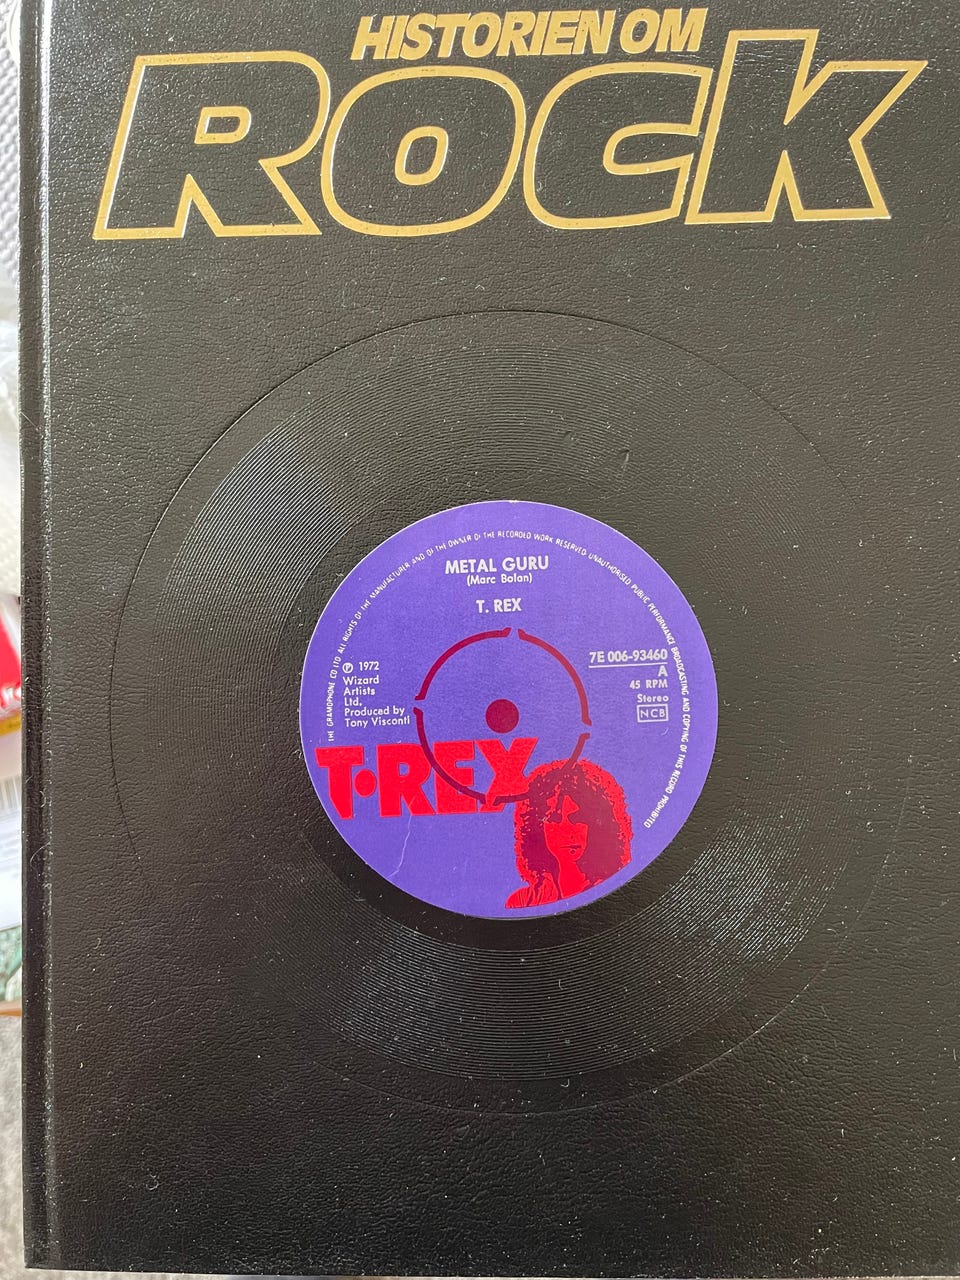 HISTORIEN OM
ROCK
THE GRAMOPHONE CO LTD ALL RIGHTS OF THE MANUFACTURER AND OF THE OWNER OF THE RECORDED WORK RESERVED UNAUTHORISED PUBLIC PERFORMANCE BROADCASTING AND COPYING OF THIS RECORD PROHIBITED
METAL GURU
(Marc Bolan)
T. REX
℗ 1972
Wizard
Artists
Ltd.
Produced by
Tony Visconti
7E 006-93460
A
45 RPM
Stereo
NCB
T•REX